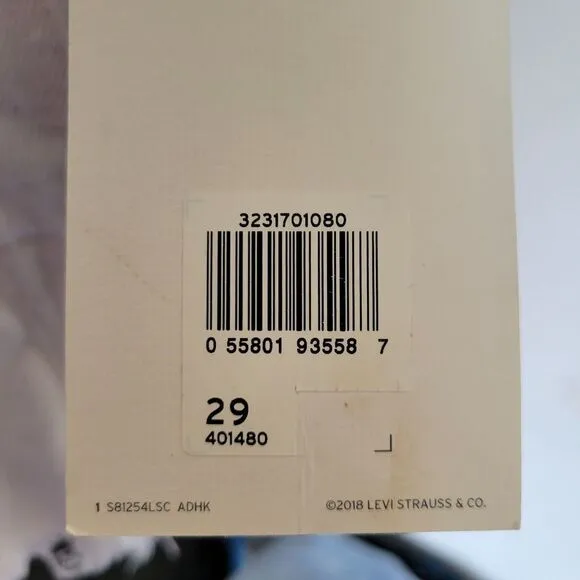 3231701080
0 55801 93558 7
29
401480
1 S81254LSC ADHK
©2018 LEVI STRAUSS & CO.